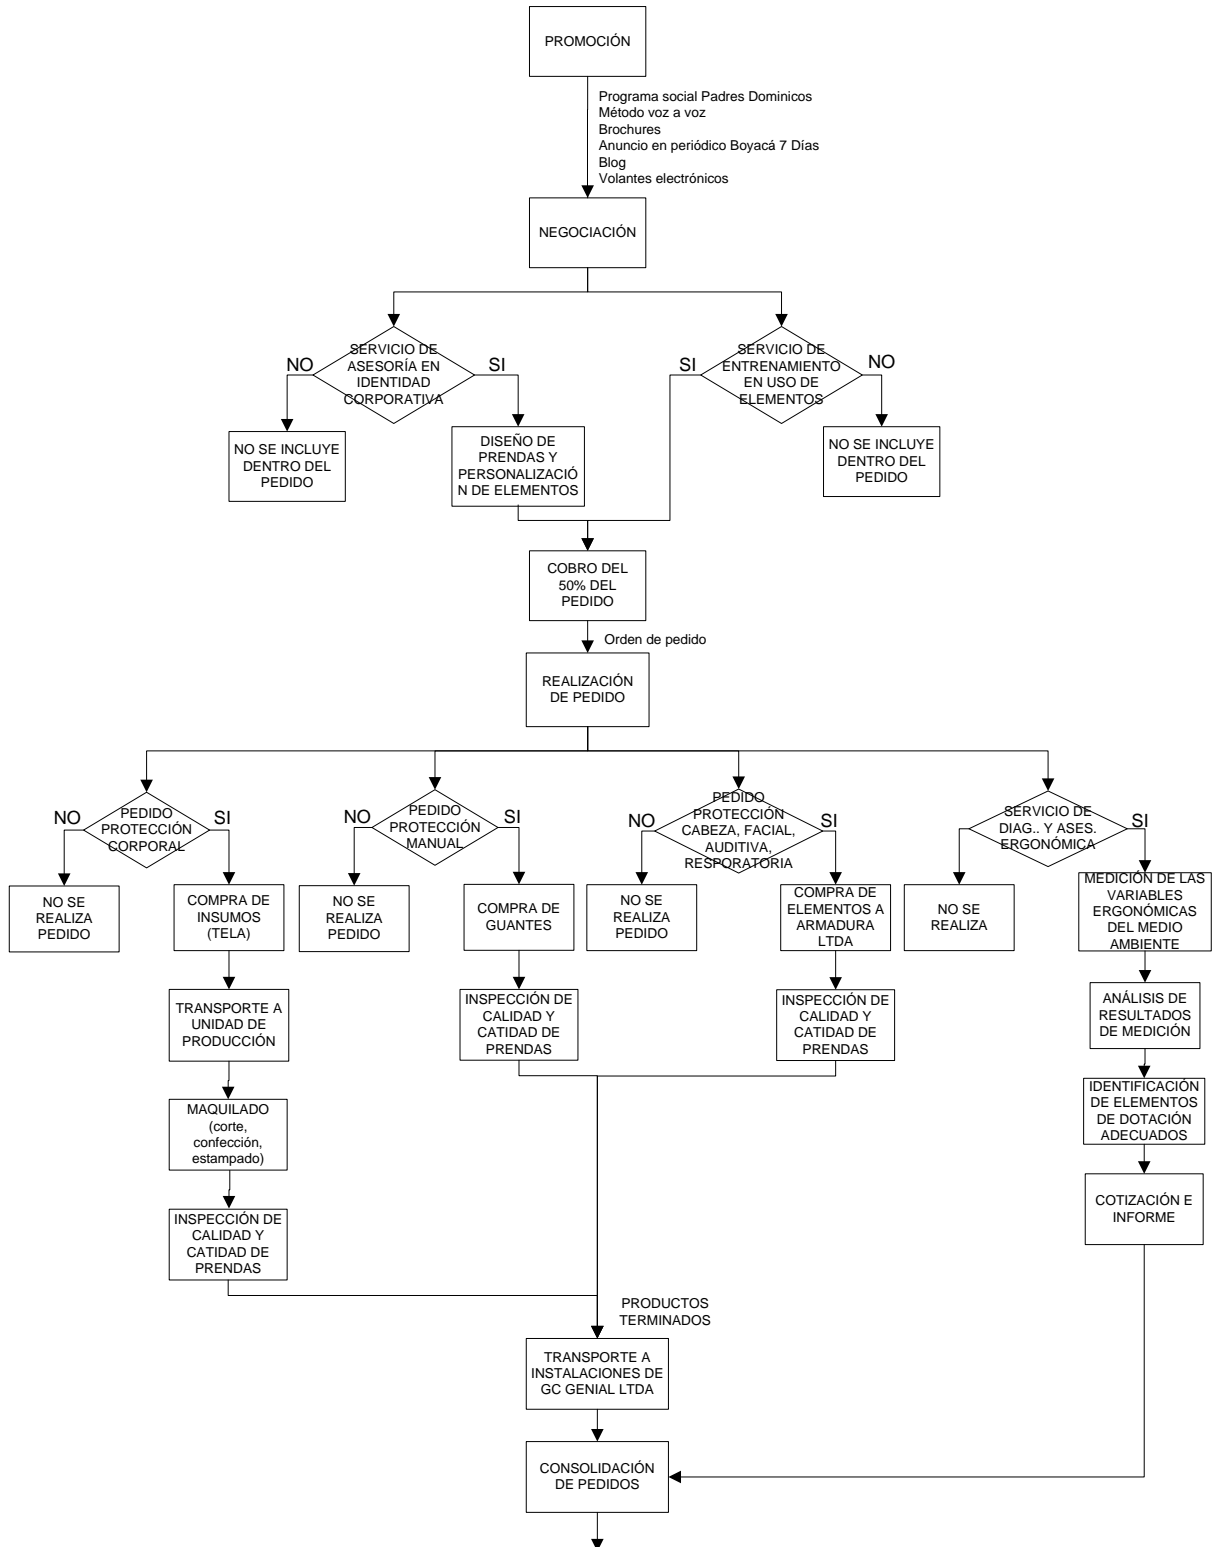 PROMOCIÓN
Programa social Padres Dominicos
Método voz a voz
Brochures
Anuncio en periódico Boyacá 7 Días
Blog
Volantes electrónicos
NEGOCIACIÓN
NO
SERVICIO DE
ASESORÍA EN
IDENTIDAD
CORPORATIVA
SI
SI
SERVICIO DE
ENTRENAMIENTO
EN USO DE
ELEMENTOS
NO
NO SE INCLUYE
DENTRO DEL
PEDIDO
DISEÑO DE
PRENDAS Y
PERSONALIZACIÓ
N DE ELEMENTOS
NO SE INCLUYE
DENTRO DEL
PEDIDO
COBRO DEL
50% DEL
PEDIDO
Orden de pedido
REALIZACIÓN
DE PEDIDO
NO
PEDIDO
PROTECCIÓN
CORPORAL
SI
NO
PEDIDO
PROTECCIÓN
MANUAL
SI
NO
PEDIDO
PROTECCIÓN
CABEZA, FACIAL,
AUDITIVA,
RESPORATORIA
SI
SERVICIO DE
DIAG.. Y ASES.
ERGONÓMICA
SI
NO SE
REALIZA
PEDIDO
COMPRA DE
INSUMOS
(TELA)
NO SE
REALIZA
PEDIDO
COMPRA DE
GUANTES
NO SE
REALIZA
PEDIDO
COMPRA DE
ELEMENTOS A
ARMADURA
LTDA
NO SE
REALIZA
MEDICIÓN DE LAS
VARIABLES
ERGONÓMICAS
DEL MEDIO
AMBIENTE
TRANSPORTE A
UNIDAD DE
PRODUCCIÓN
INSPECCIÓN DE
CALIDAD Y
CATIDAD DE
PRENDAS
INSPECCIÓN DE
CALIDAD Y
CATIDAD DE
PRENDAS
ANÁLISIS DE
RESULTADOS
DE MEDICIÓN
MAQUILADO
(corte,
confección,
estampado)
IDENTIFICACIÓN
DE ELEMENTOS
DE DOTACIÓN
ADECUADOS
INSPECCIÓN DE
CALIDAD Y
CATIDAD DE
PRENDAS
COTIZACIÓN E
INFORME
PRODUCTOS
TERMINADOS
TRANSPORTE A
INSTALACIONES DE
GC GENIAL LTDA
CONSOLIDACIÓN
DE PEDIDOS